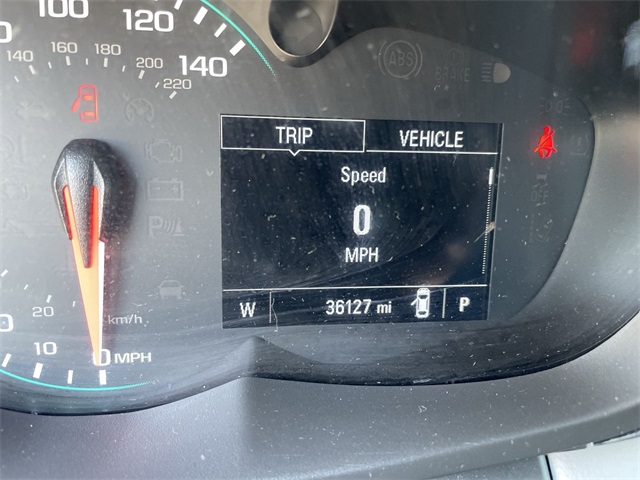 100 120
140
140 160 180 200 220
ABS
BRAKE
TRIP VEHICLE
Speed
0
MPH
W 36127 mi P
20 km/h
10 0 MPH